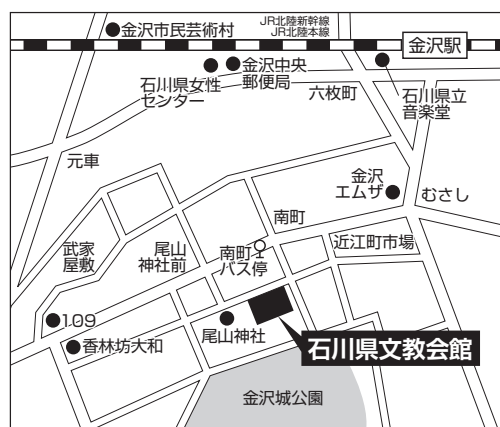 金沢市民芸術村
JR北陸新幹線
JR北陸本線
金沢駅
石川県女性
センター
金沢中央
郵便局
六枚町
石川県立
音楽堂
元車
金沢
エムザ
むさし
南町
武家
屋敷
尾山
神社前
南町
バス停
近江町市場
109
香林坊大和
尾山神社
石川県文教会館
金沢城公園